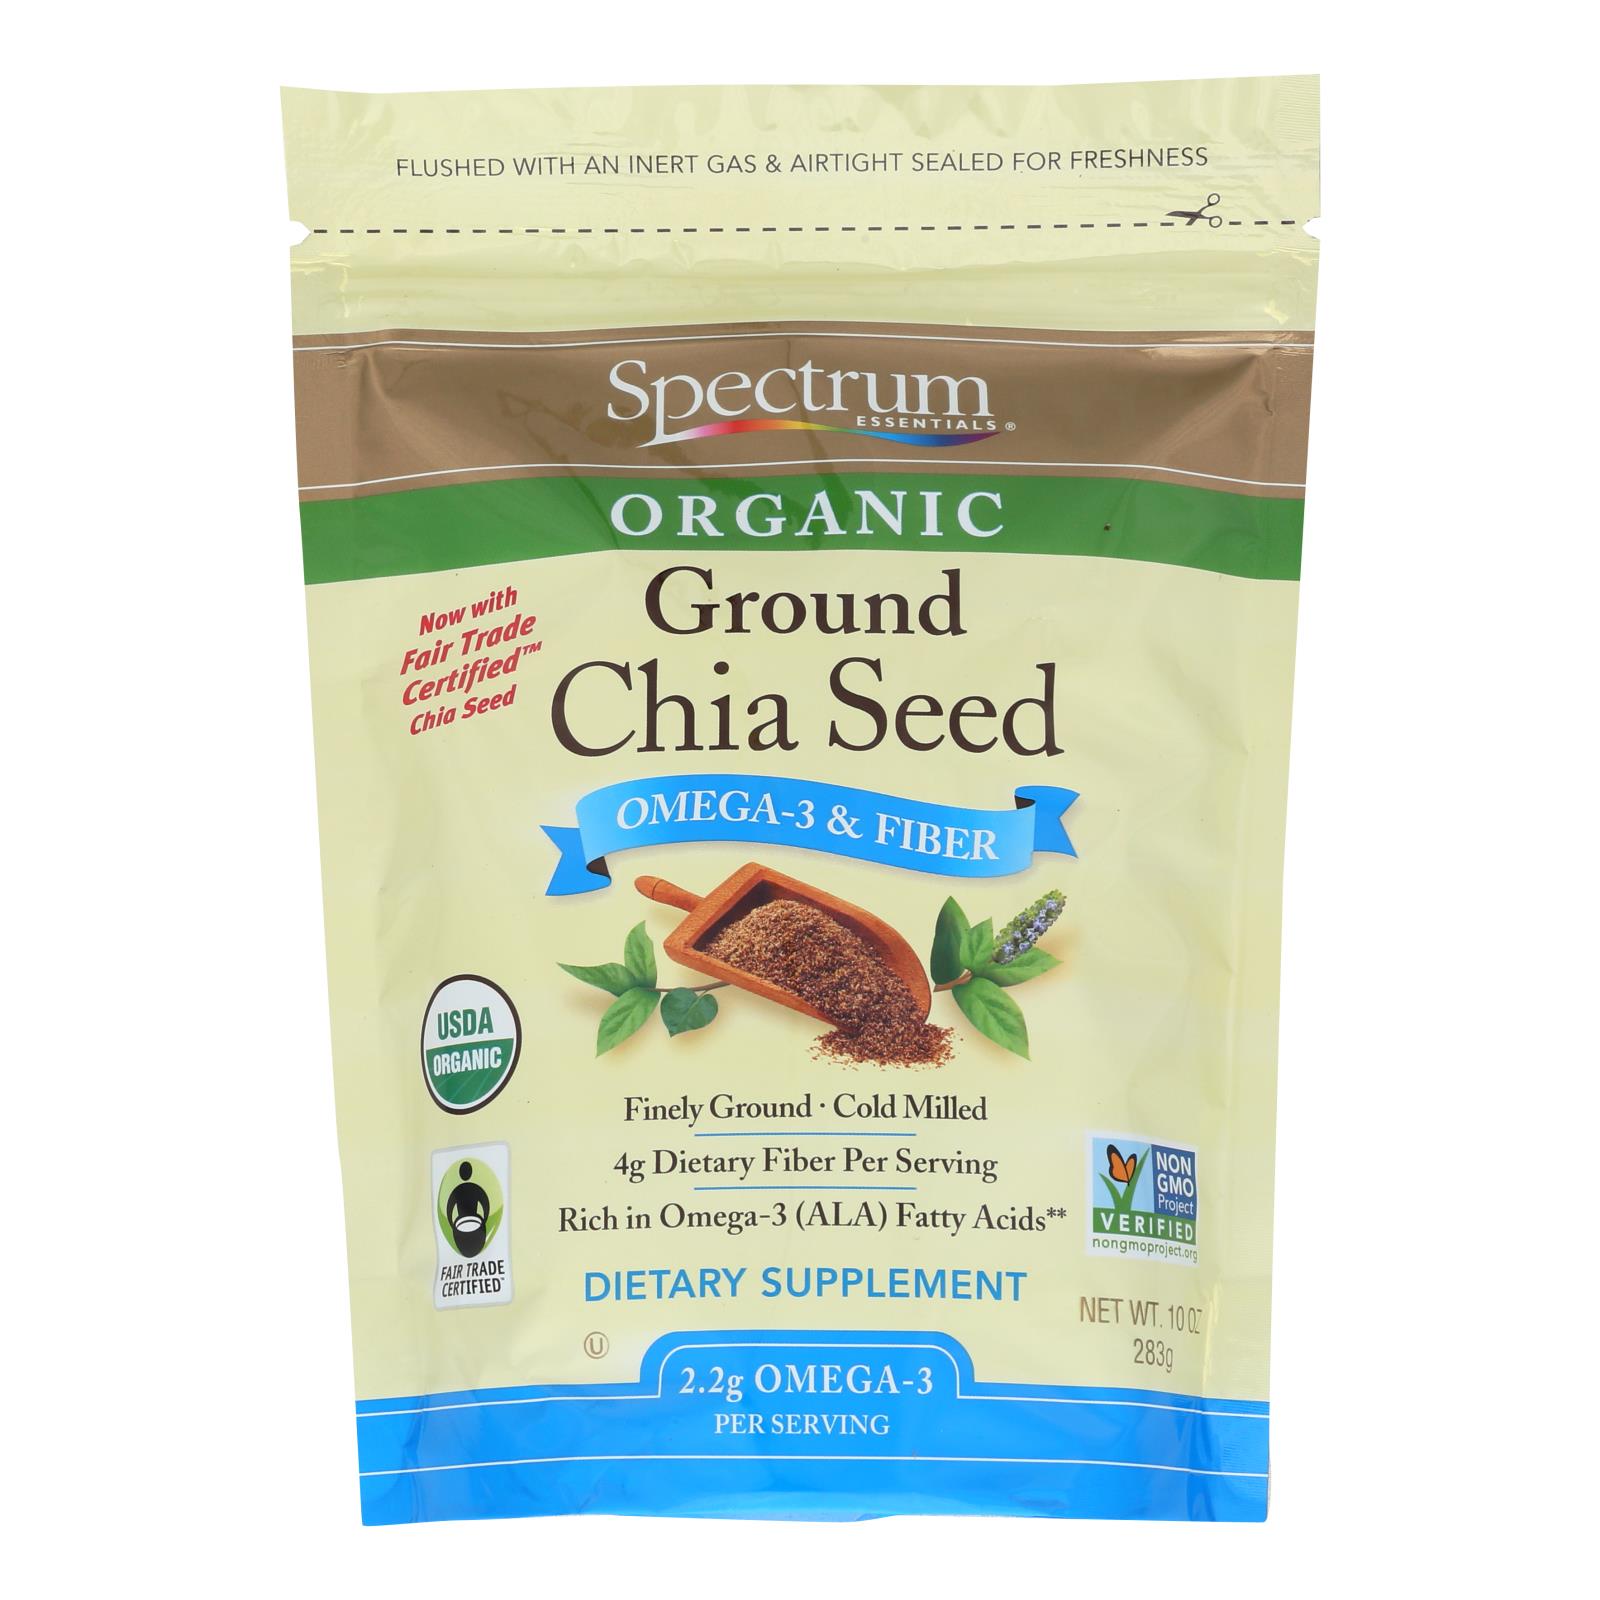 FLUSHED WITH AN INERT GAS & AIRTIGHT SEALED FOR FRESHNESS
Spectrum
ESSENTIALS®
ORGANIC
Ground
Chia Seed
Now with
Fair Trade
Certified™
Chia Seed
OMEGA-3 & FIBER
USDA
ORGANIC
Finely Ground · Cold Milled
4g Dietary Fiber Per Serving
Rich in Omega-3 (ALA) Fatty Acids**
FAIR TRADE
CERTIFIED™
NON
GMO
Project
VERIFIED
nongmoproject.org
DIETARY SUPPLEMENT
NET WT. 10 OZ
283g
U
2.2g OMEGA-3
PER SERVING